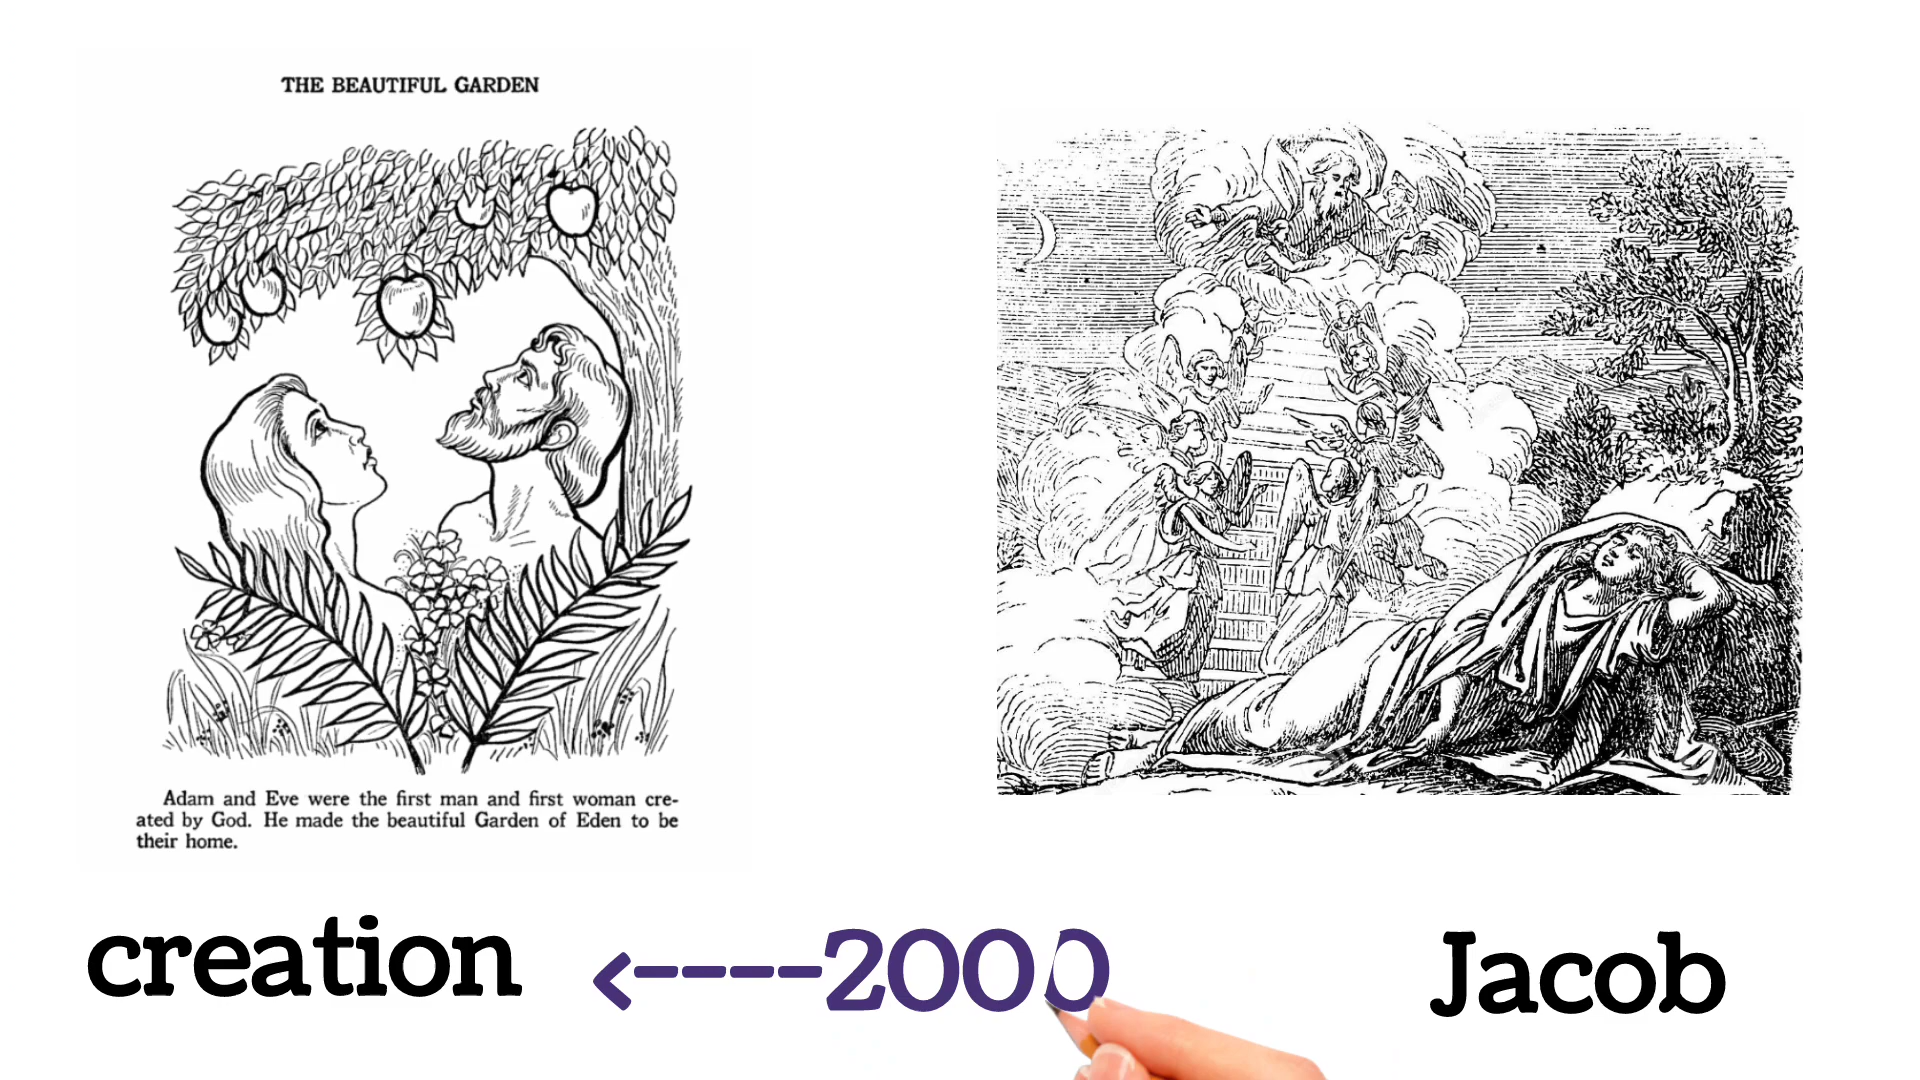 THE BEAUTIFUL GARDEN
Adam and Eve were the first man and first woman cre-
ated by God. He made the beautiful Garden of Eden to be
their home.
creation <----2000 Jacob